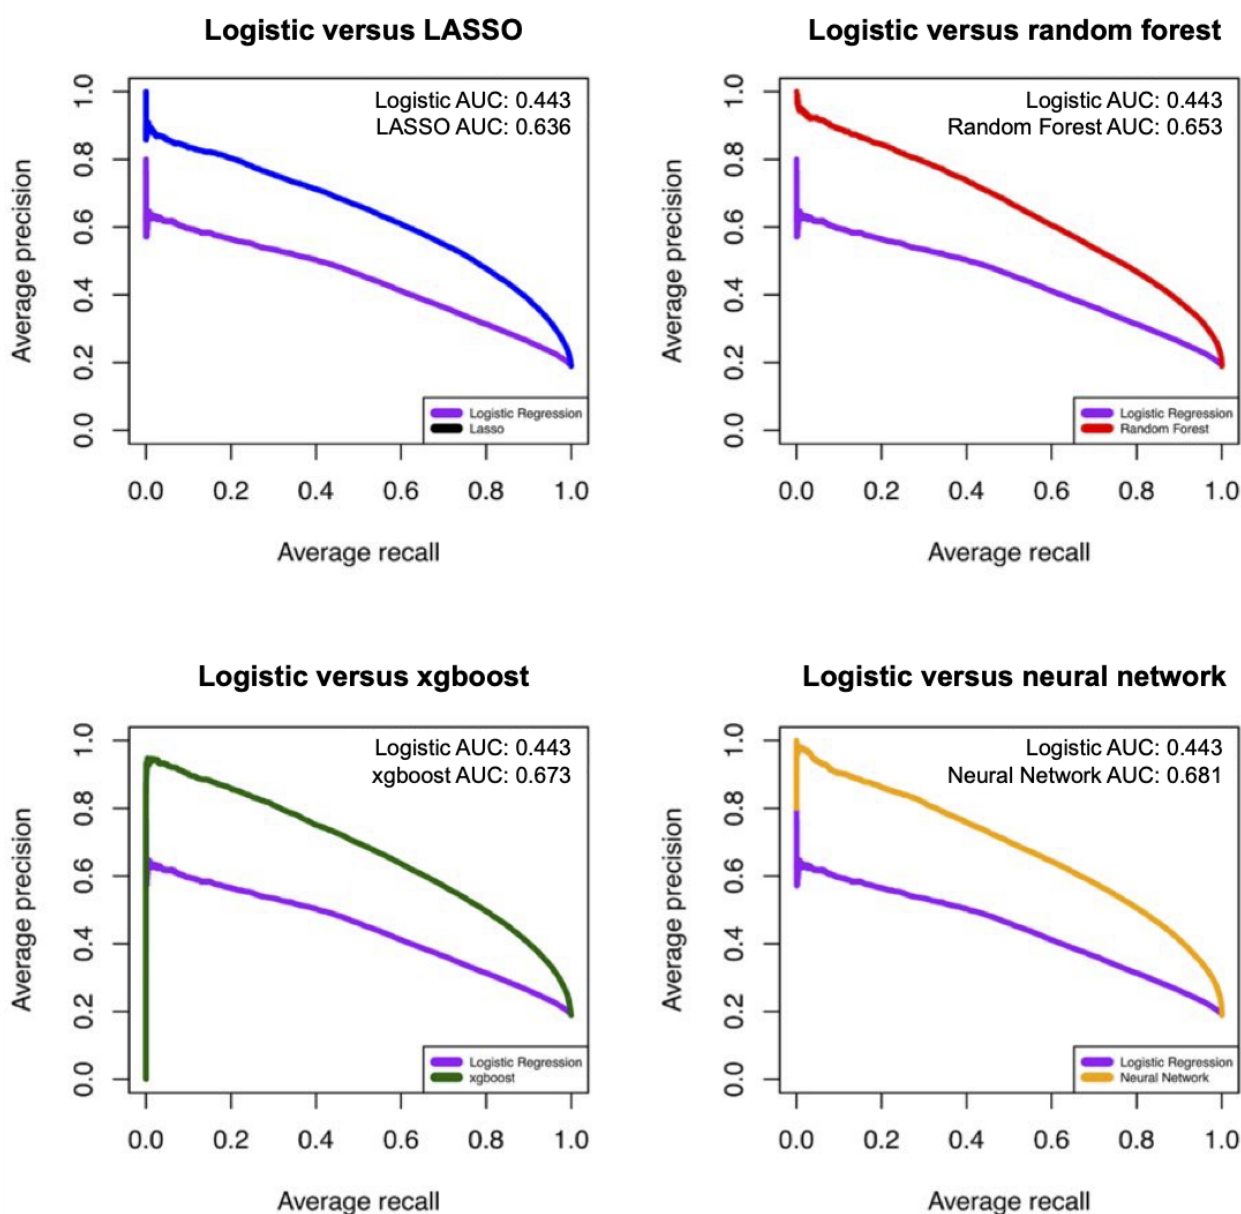 Logistic versus LASSO
Logistic AUC: 0.443
LASSO AUC: 0.636
Average precision
1.0
0.8
0.6
0.4
0.2
0.0
Logistic Regression
Lasso
0.0 0.2 0.4 0.6 0.8 1.0
Average recall
Logistic versus random forest
Logistic AUC: 0.443
Random Forest AUC: 0.653
Average precision
1.0
0.8
0.6
0.4
0.2
0.0
Logistic Regression
Random Forest
0.0 0.2 0.4 0.6 0.8 1.0
Average recall
Logistic versus xgboost
Logistic AUC: 0.443
xgboost AUC: 0.673
Average precision
1.0
0.8
0.6
0.4
0.2
0.0
Logistic Regression
xgboost
0.0 0.2 0.4 0.6 0.8 1.0
Average recall
Logistic versus neural network
Logistic AUC: 0.443
Neural Network AUC: 0.681
Average precision
1.0
0.8
0.6
0.4
0.2
0.0
Logistic Regression
Neural Network
0.0 0.2 0.4 0.6 0.8 1.0
Average recall